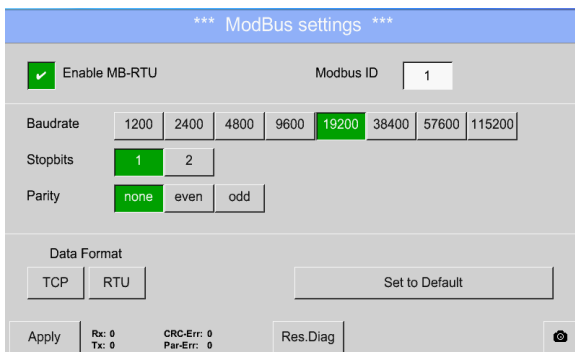 *** ModBus settings ***
✔ Enable MB-RTU Modbus ID 1
Baudrate 1200 2400 4800 9600 19200 38400 57600 115200
Stopbits 1 2
Parity none even odd
Data Format
TCP RTU Set to Default
Apply Rx: 0 CRC-Err: 0 Res.Diag
Tx: 0 Par-Err: 0